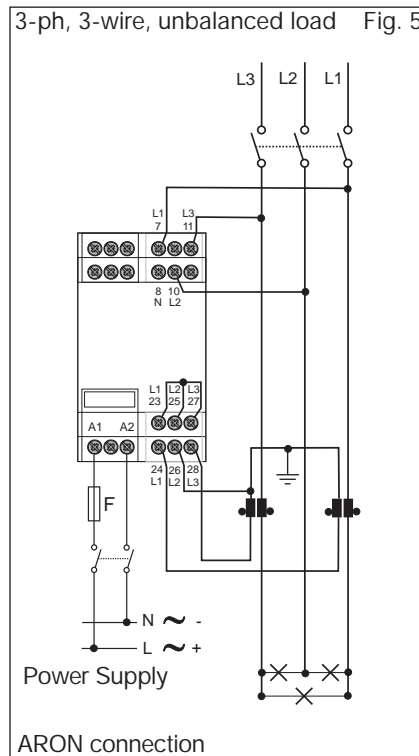 3-ph, 3-wire, unbalanced load Fig. 5
L3 L2 L1
L1 L3
7 11
8 10
N L2
L1 L2 L3
23 25 27
A1 A2
24 26 28
L1 L2 L3
F
N ~ -
L ~ +
Power Supply
ARON connection